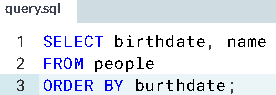 query.sql
1 SELECT birthdate, name
2 FROM people
3 ORDER BY burthdate;